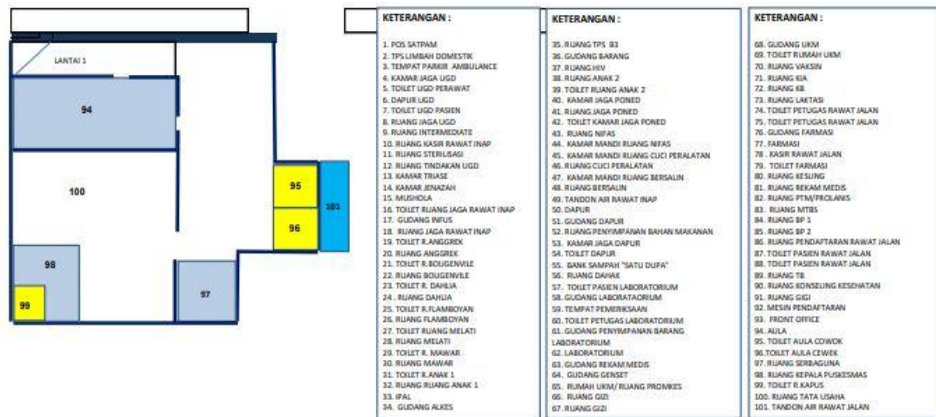 LANTAI 1
94
100
95
96
101
98
99
97
KETERANGAN :
1. POS SATPAM
2. TPS LIMBAH DOMESTIK
3. TEMPAT PARKIR AMBULANCE
4. KAMAR JAGA UGD
5. TOILET UGD PERAWAT
6. DAPUR UGD
7. TOILET UGD PASIEN
8. RUANG JAGA UGD
9. RUANG INTERMEDIATE
10. RUANG KASIR RAWAT INAP
11. RUANG STERILISASI
12. RUANG TINDAKAN UGD
13. KAMAR TRIASE
14. KAMAR JENAZAH
15. MUSHOLA
16. TOILET RUANG JAGA RAWAT INAP
17. GUDANG INFUS
18. RUANG JAGA RAWAT INAP
19. TOILET R.ANGGREK
20. RUANG ANGGREK
21. TOILET R.BOUGENVILE
22. RUANG BOUGENVILE
23. TOILET R. DAHLIA
24 . RUANG DAHLIA
25. TOILET R.FLAMBOYAN
26. RUANG FLAMBOYAN
27. TOILET RUANG MELATI
28. RUANG MELATI
29. TOILET R. MAWAR
30. RUANG MAWAR
31. TOILET R.ANAK 1
32. RUANG RUANG ANAK 1
33. IPAL
34. GUDANG ALKES
KETERANGAN :
35. RUANG TPS B3
36. GUDANG BARANG
37. RUANG HIV
38. RUANG ANAK 2
39. TOILET RUANG ANAK 2
40. KAMAR JAGA PONED
41. RUANG JAGA PONED
42. TOILET KAMAR JAGA PONED
43. RUANG NIFAS
44. KAMAR MANDI RUANG NIFAS
45. KAMAR MANDI RUANG CUCI PERALATAN
46. RUANG CUCI PERALATAN
47. KAMAR MANDI RUANG BERSALIN
48. RUANG BERSALIN
49. TANDON AIR RAWAT INAP
50. DAPUR
51. GUDANG DAPUR
52. RUANG PENYIMPANAN BAHAN MAKANAN
53. KAMAR JAGA DAPUR
54. TOILET DAPUR
55. BANK SAMPAH "SATU DUPA"
56. RUANG DAHAK
57. TOILET PASIEN LABORATORIUM
58. GUDANG LABORATAORIUM
59. TEMPAT PEMERIKSAAN
60. TOILET PETUGAS LABORATORIUM
61. GUDANG PENYIMPANAN BARANG
LABORATORIUM
62. LABORATORIUM
63. GUDANG REKAM MEDIS
64. GUDANG GENSET
65. RUMAH UKM/ RUANG PROMKES
66. RUANG GIZI
67. RUANG GIZI
KETERANGAN :
68. GUDANG UKM
69. TOILET RUMAH UKM
70. RUANG VAKSIN
71. RUANG KIA
72. RUANG KB
73. RUANG LAKTASI
74. TOILET PETUGAS RAWAT JALAN
75. TOILET PETUGAS RAWAT JALAN
76. GUDANG FARMASI
77. FARMASI
78 . KASIR RAWAT JALAN
79. TOILET FARMASI
80. RUANG KESLING
81. RUANG REKAM MEDIS
82. RUANG PTM/PROLANIS
83. RUANG MTBS
84. RUANG BP 1
85. RUANG BP 2
86. RUANG PENDAFTARAN RAWAT JALAN
87. TOILET PASIEN RAWAT JALAN
88. TOILET PASIEN RAWAT JALAN
89. RUANG TB
90. RUANG KONSELING KESEHATAN
91. RUANG GIGI
92. MESIN PENDAFTARAN
93. FRONT OFFICE
94. AULA
95. TOILET AULA COWOK
96.TOILET AULA CEWEK
97. RUANG SERBAGUNA
98. RUANG KEPALA PUSKESMAS
99. TOILET R.KAPUS
100. RUANG TATA USAHA
101. TANDON AIR RAWAT JALAN